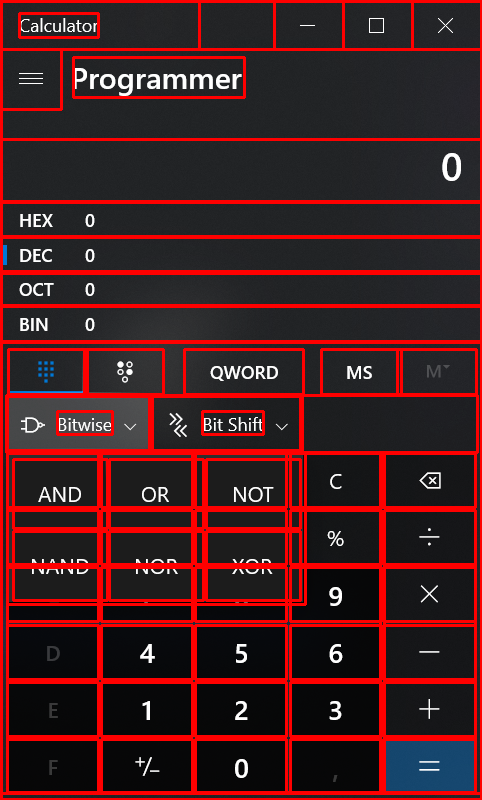 Calculator
Programmer
0
HEX 0
DEC 0
OCT 0
BIN 0
QWORD MS M
Bitwise Bit Shift
AND OR NOT C
%
NAND NOR XOR
9 ×
D 4 5 6 −
E 1 2 3 +
F +/− 0 , =